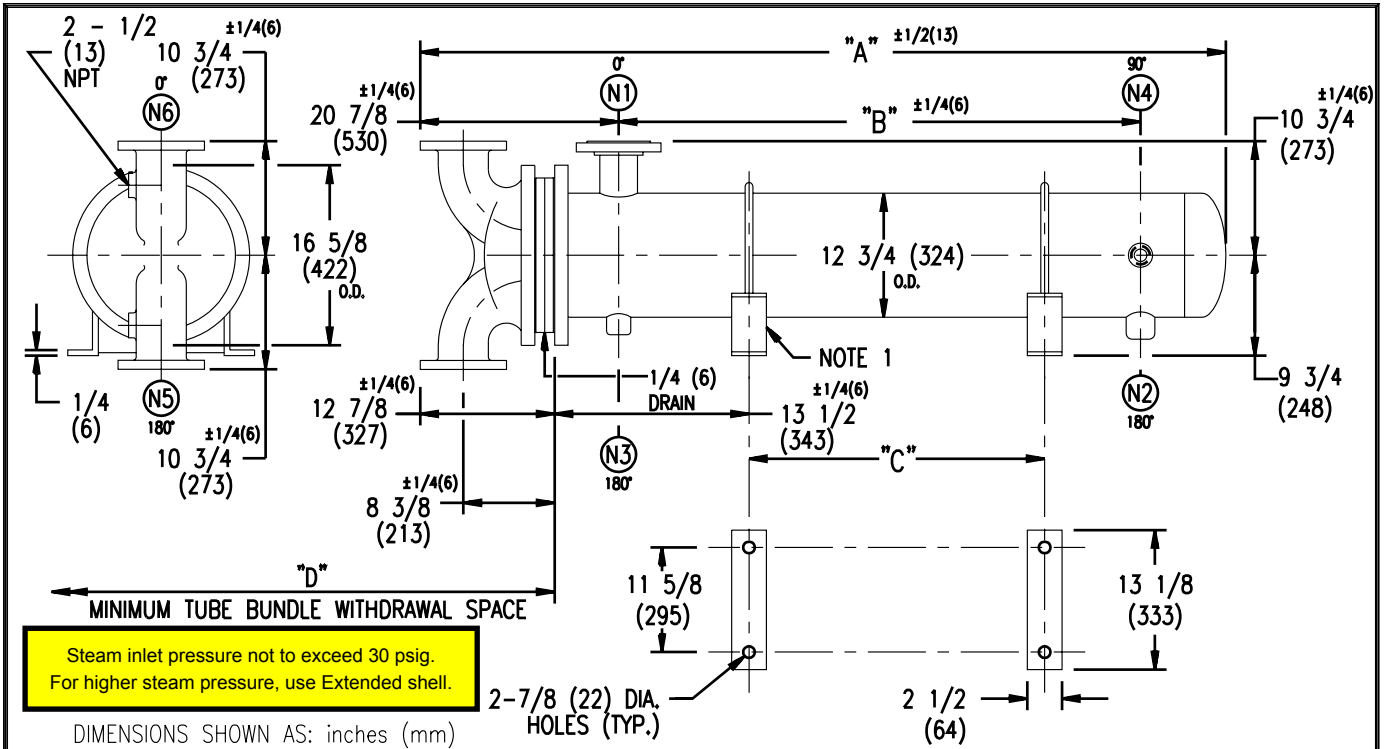 2 - 1/2
(13)
NPT
±1/4(6)
10 3/4
(273)
0°
N6
16 5/8
(422)
O.D.
1/4
(6)
N5
180°
±1/4(6)
10 3/4
(273)
"A" ±1/2(13)
±1/4(6)
20 7/8
(530)
0°
N1
"B" ±1/4(6)
90°
N4
±1/4(6)
10 3/4
(273)
12 3/4 (324)
O.D.
NOTE 1
9 3/4
(248)
±1/4(6)
12 7/8
(327)
1/4 (6)
DRAIN
±1/4(6)
13 1/2
(343)
N3
180°
N2
180°
"C"
±1/4(6)
8 3/8
(213)
"D"
MINIMUM TUBE BUNDLE WITHDRAWAL SPACE
11 5/8
(295)
13 1/8
(333)
2-7/8 (22) DIA.
HOLES (TYP.)
2 1/2
(64)
Steam inlet pressure not to exceed 30 psig.
For higher steam pressure, use Extended shell.
DIMENSIONS SHOWN AS: inches (mm)